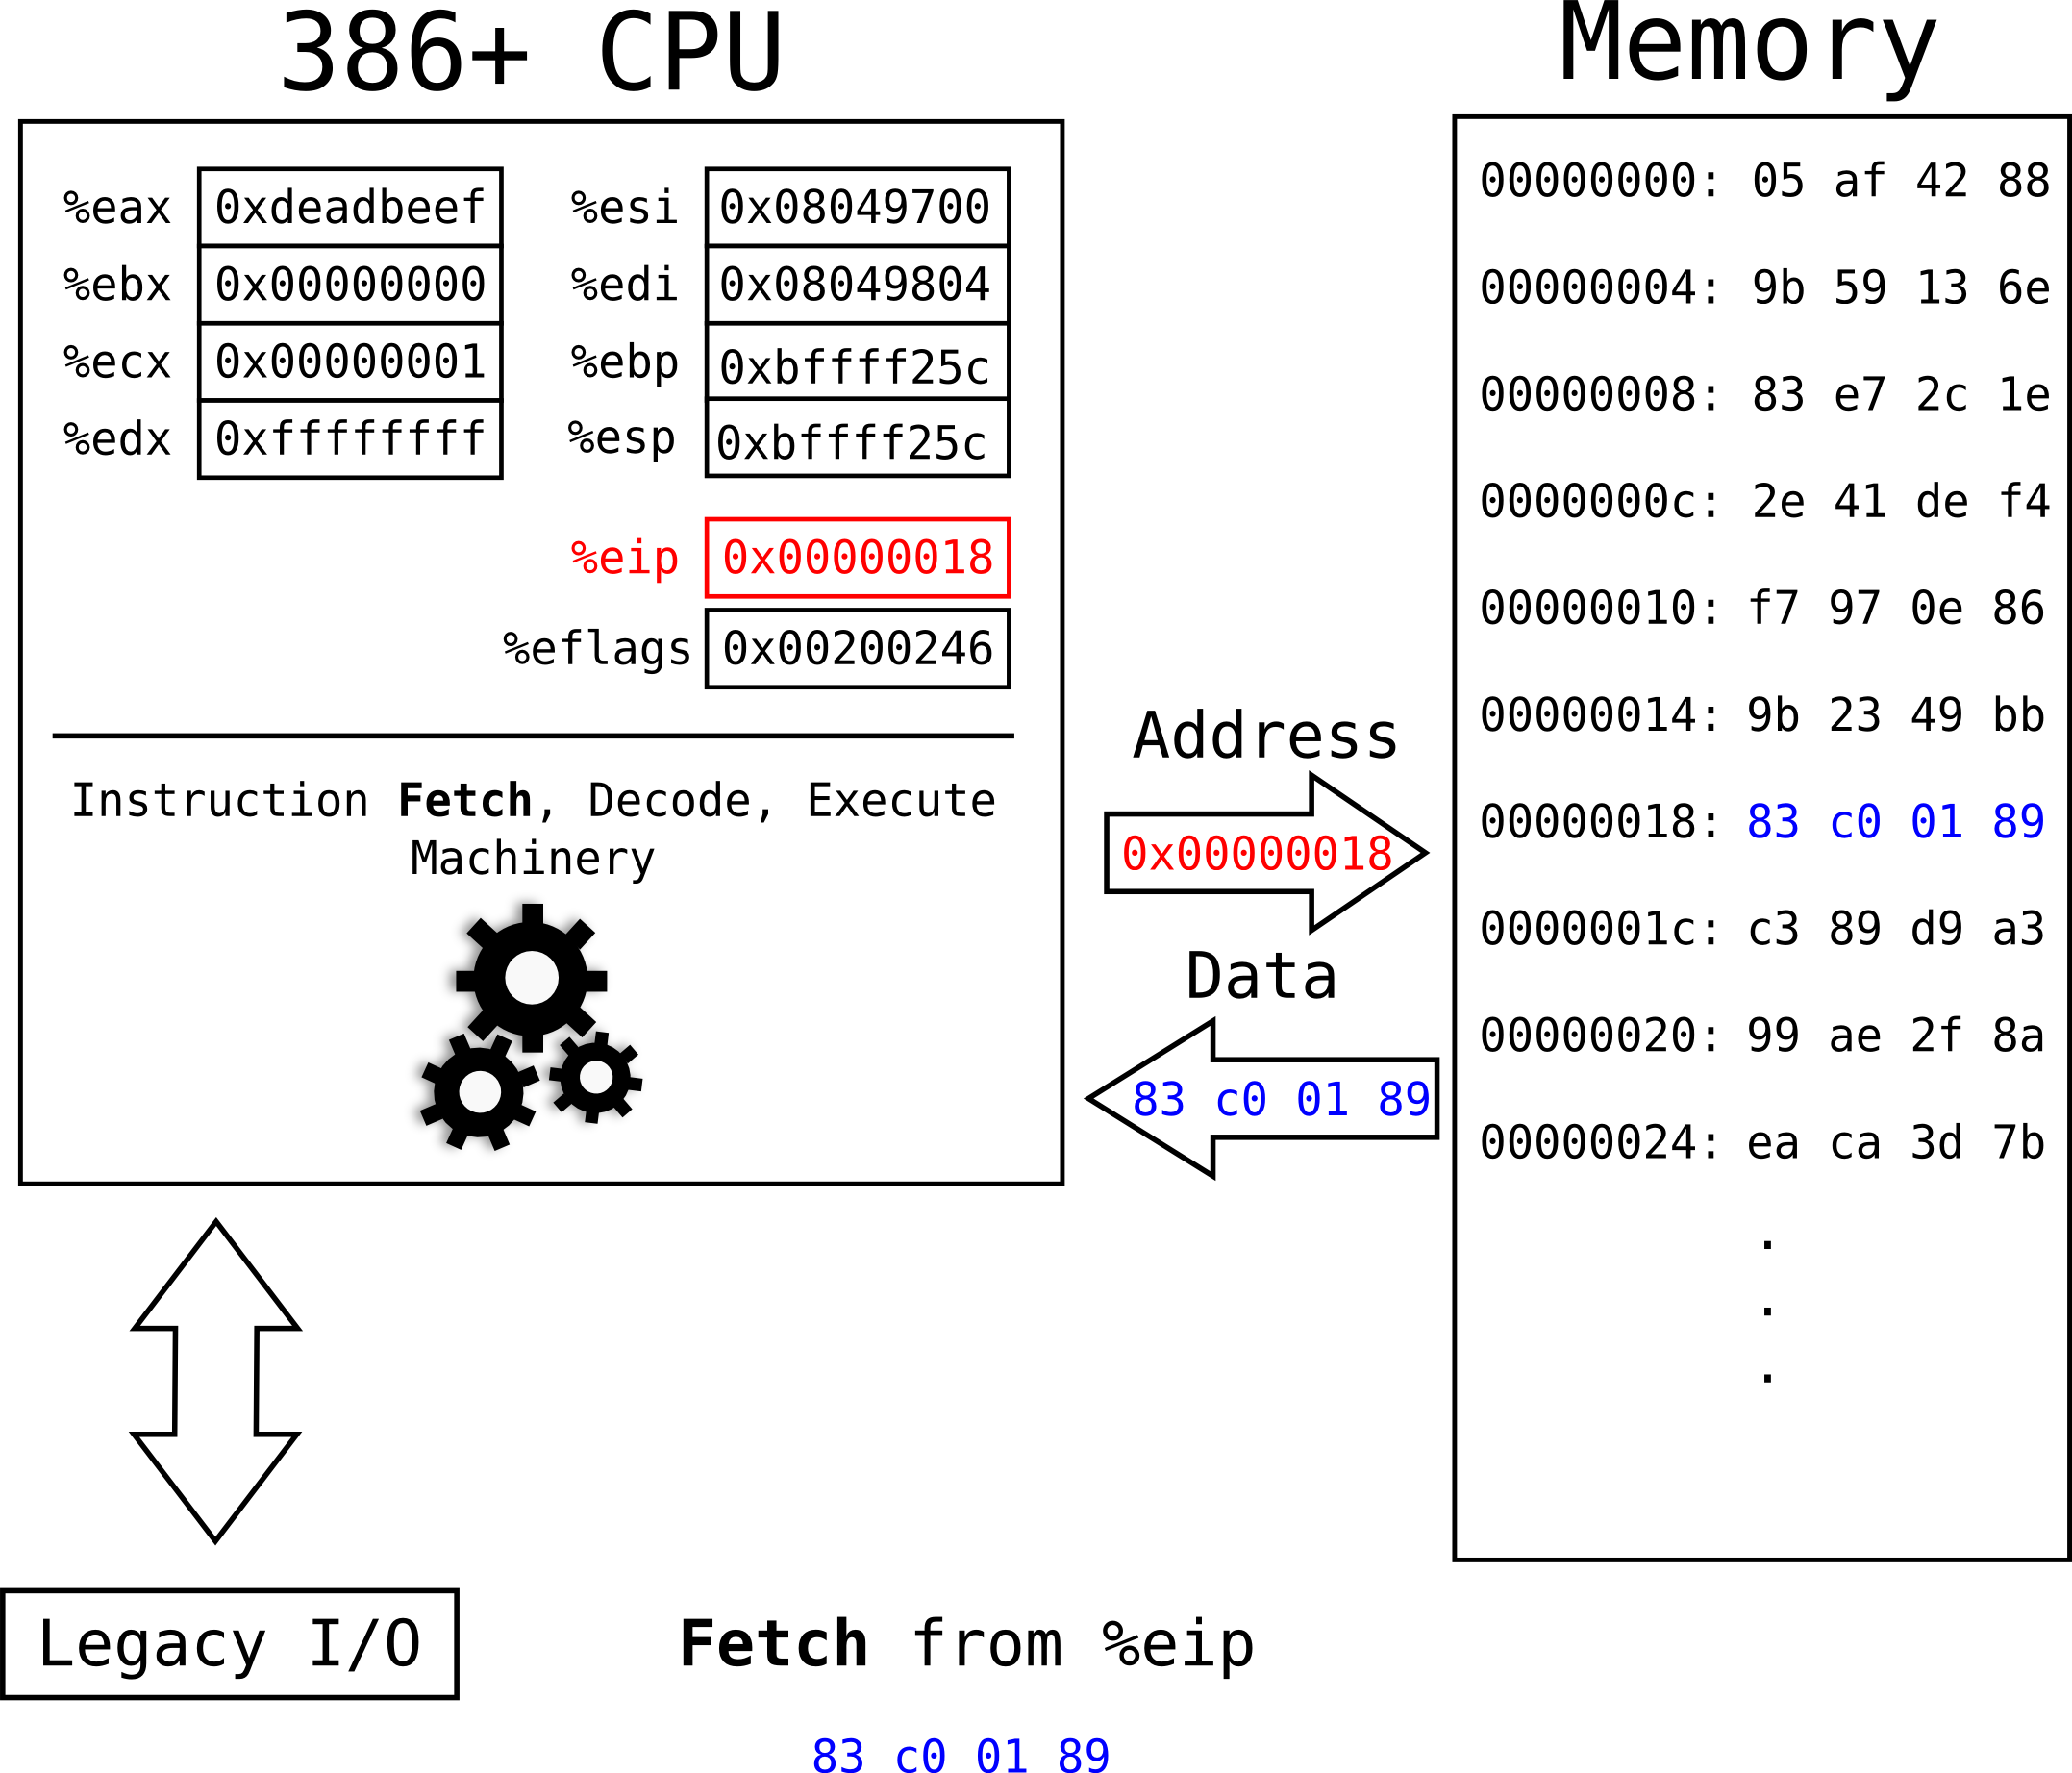 386+ CPU
%eax 0xdeadbeef %esi 0x08049700
%ebx 0x00000000 %edi 0x08049804
%ecx 0x00000001 %ebp 0xbffff25c
%edx 0xffffffff %esp 0xbffff25c
%eip 0x00000018
%eflags 0x00200246
Instruction Fetch, Decode, Execute
Machinery
Address
0x00000018
Data
83 c0 01 89
Memory
00000000: 05 af 42 88
00000004: 9b 59 13 6e
00000008: 83 e7 2c 1e
0000000c: 2e 41 de f4
00000010: f7 97 0e 86
00000014: 9b 23 49 bb
00000018: 83 c0 01 89
0000001c: c3 89 d9 a3
00000020: 99 ae 2f 8a
00000024: ea ca 3d 7b
.
.
.
Legacy I/O
Fetch from %eip
83 c0 01 89